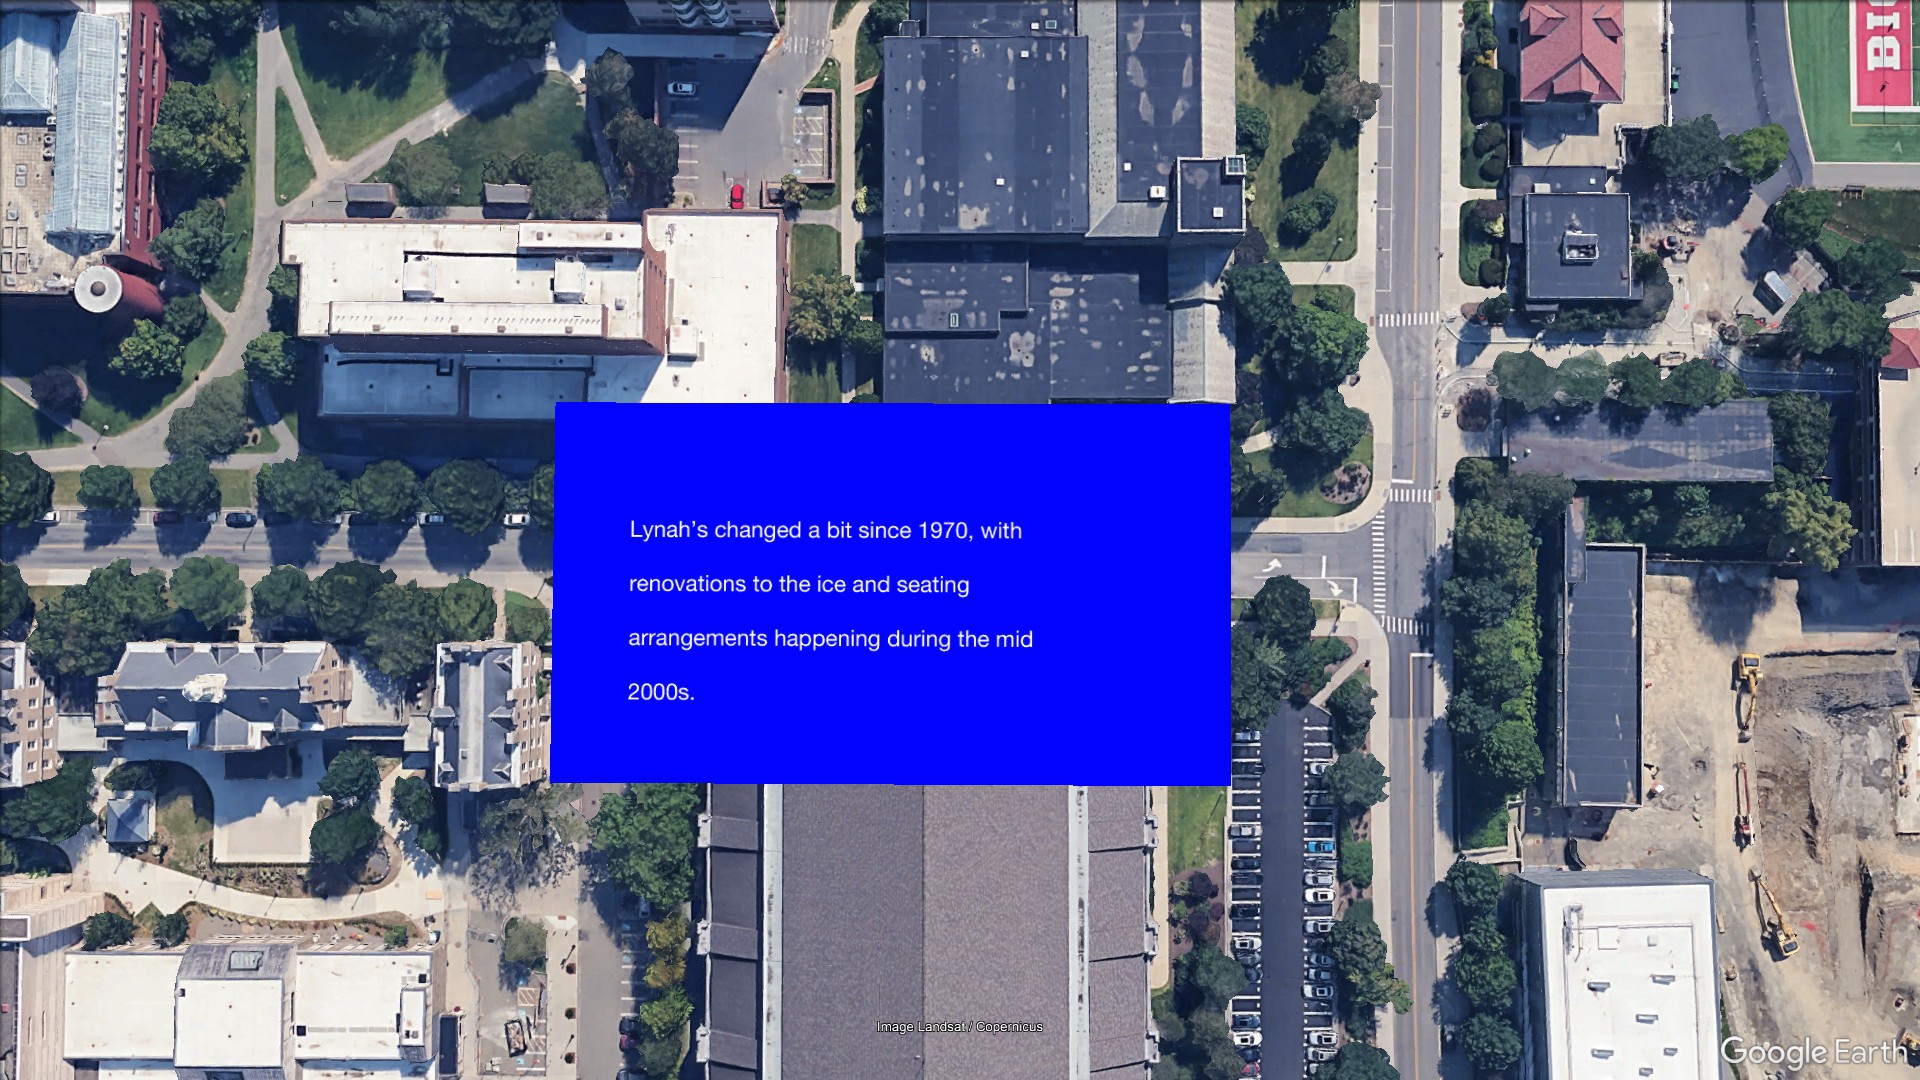 BIG
Lynah’s changed a bit since 1970, with
renovations to the ice and seating
arrangements happening during the mid
2000s.
Image Landsat / Copernicus
Google Earth